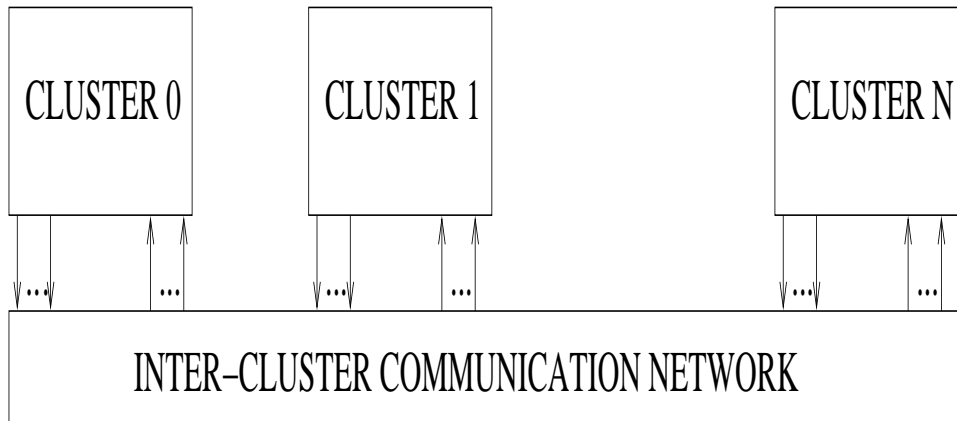 CLUSTER 0
CLUSTER 1
CLUSTER N
... ... ... ... ... ...
INTER-CLUSTER COMMUNICATION NETWORK